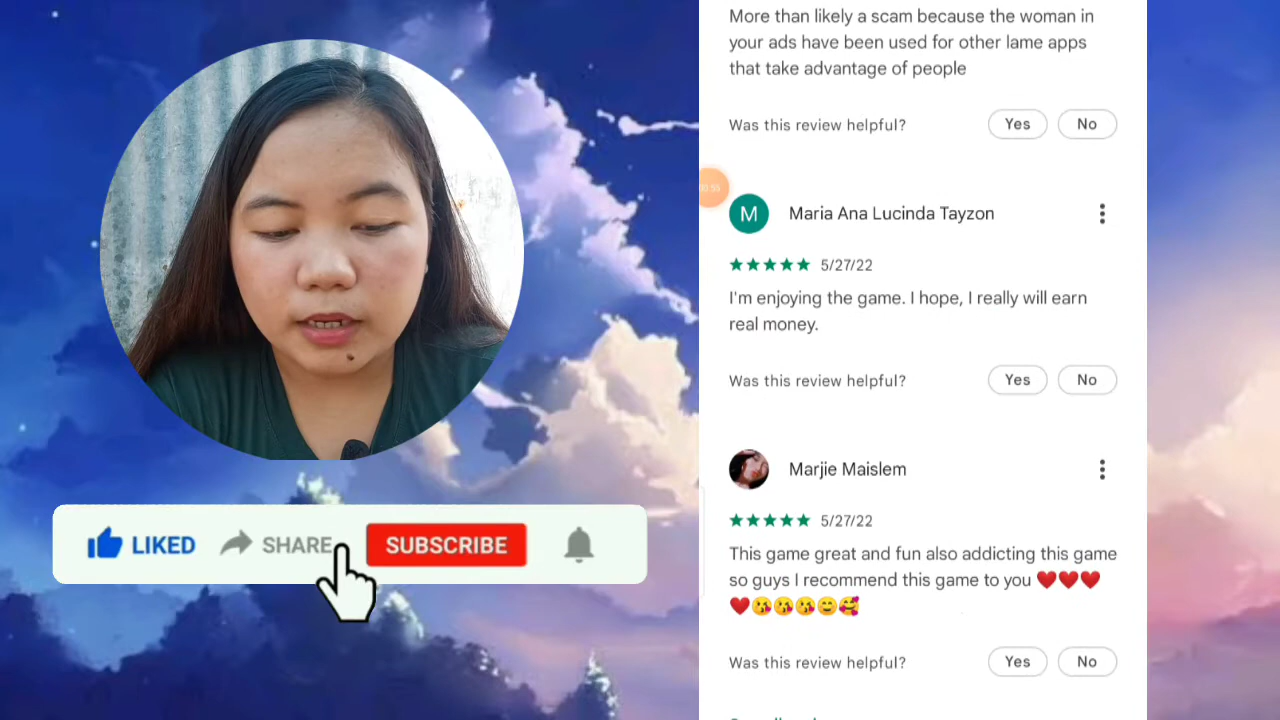 More than likely a scam because the woman in
your ads have been used for other lame apps
that take advantage of people
Was this review helpful?
Yes
No
M
Maria Ana Lucinda Tayzon
★★★★★ 5/27/22
I'm enjoying the game. I hope, I really will earn
real money.
Was this review helpful?
Yes
No
Marjie Maislem
★★★★★ 5/27/22
This game great and fun also addicting this game
so guys I recommend this game to you ❤️❤️❤️
❤️😘😘😘😊🥰
Was this review helpful?
Yes
No
LIKED
SHARE
SUBSCRIBE